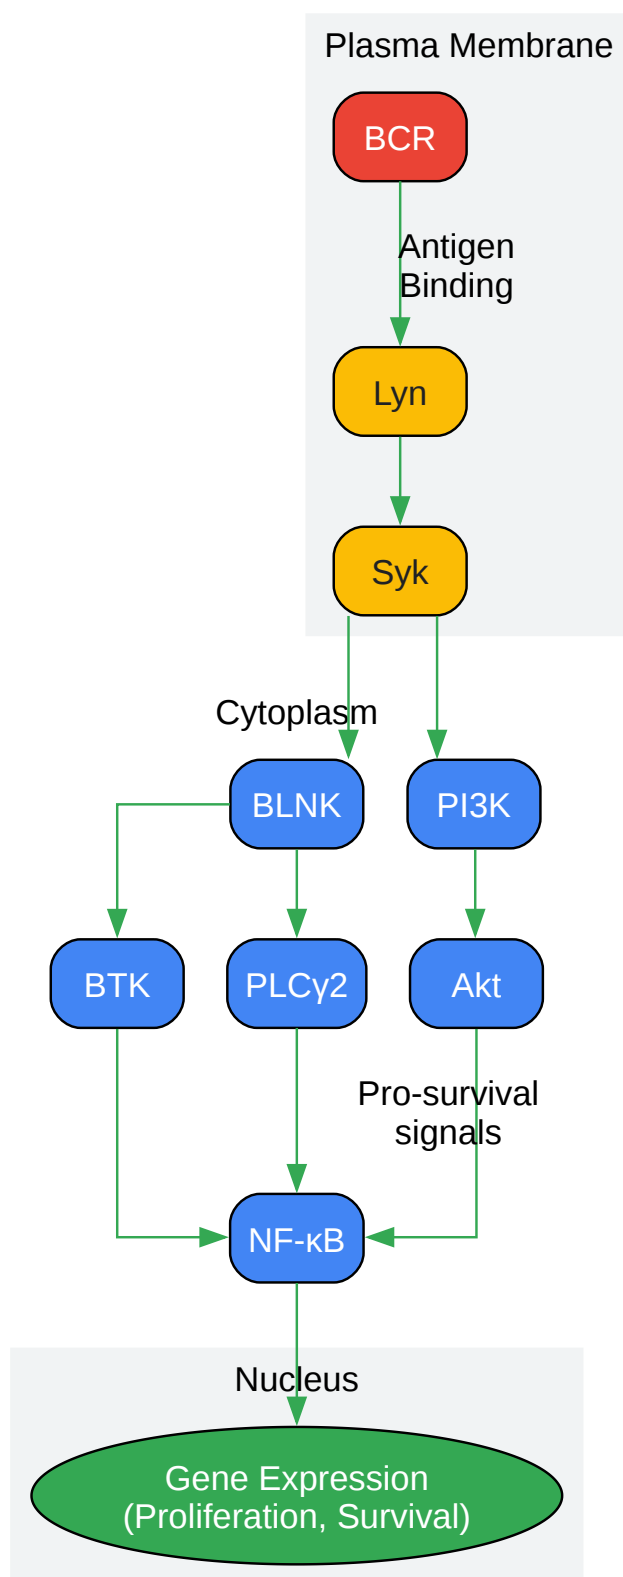 Plasma Membrane
BCR
Antigen
Binding
Lyn
Syk
Cytoplasm
BLNK
PI3K
BTK
PLCγ2
Akt
Pro-survival
signals
NF-κB
Nucleus
Gene Expression
(Proliferation, Survival)